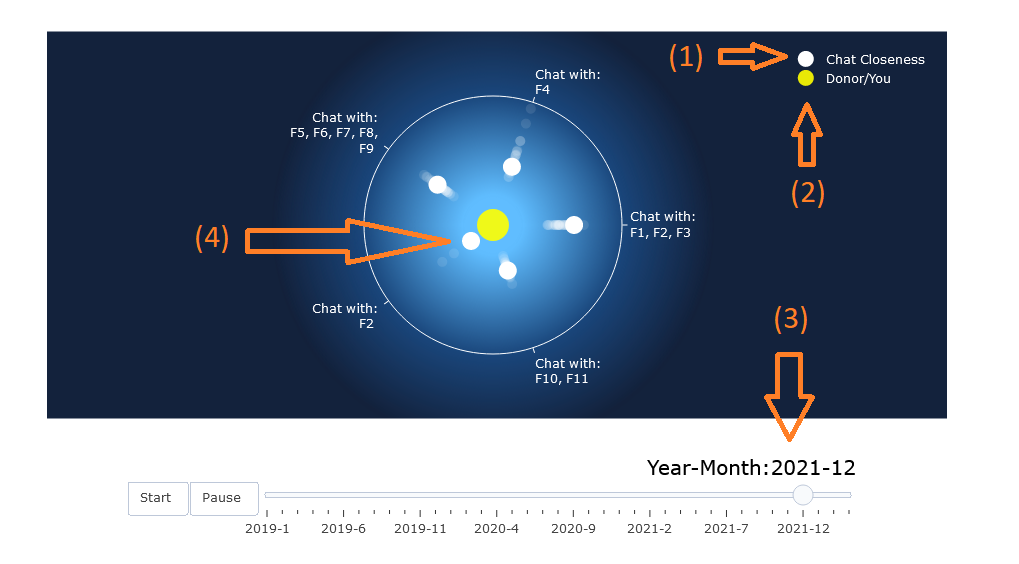 (1)
Chat Closeness
Donor/You
(2)
Chat with:
F4
Chat with:
F5, F6, F7, F8,
F9
Chat with:
F1, F2, F3
(4)
Chat with:
F2
Chat with:
F10, F11
(3)
Year-Month:2021-12
Start
Pause
2019-1
2019-6
2019-11
2020-4
2020-9
2021-2
2021-7
2021-12